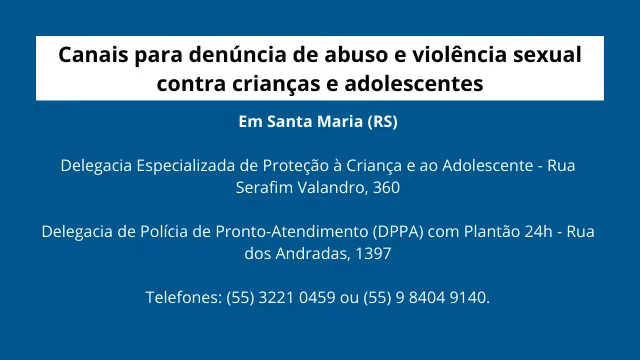 Canais para denúncia de abuso e violência sexual
contra crianças e adolescentes
Em Santa Maria (RS)
Delegacia Especializada de Proteção à Criança e ao Adolescente - Rua
Serafim Valandro, 360
Delegacia de Polícia de Pronto-Atendimento (DPPA) com Plantão 24h - Rua
dos Andradas, 1397
Telefones: (55) 3221 0459 ou (55) 9 8404 9140.